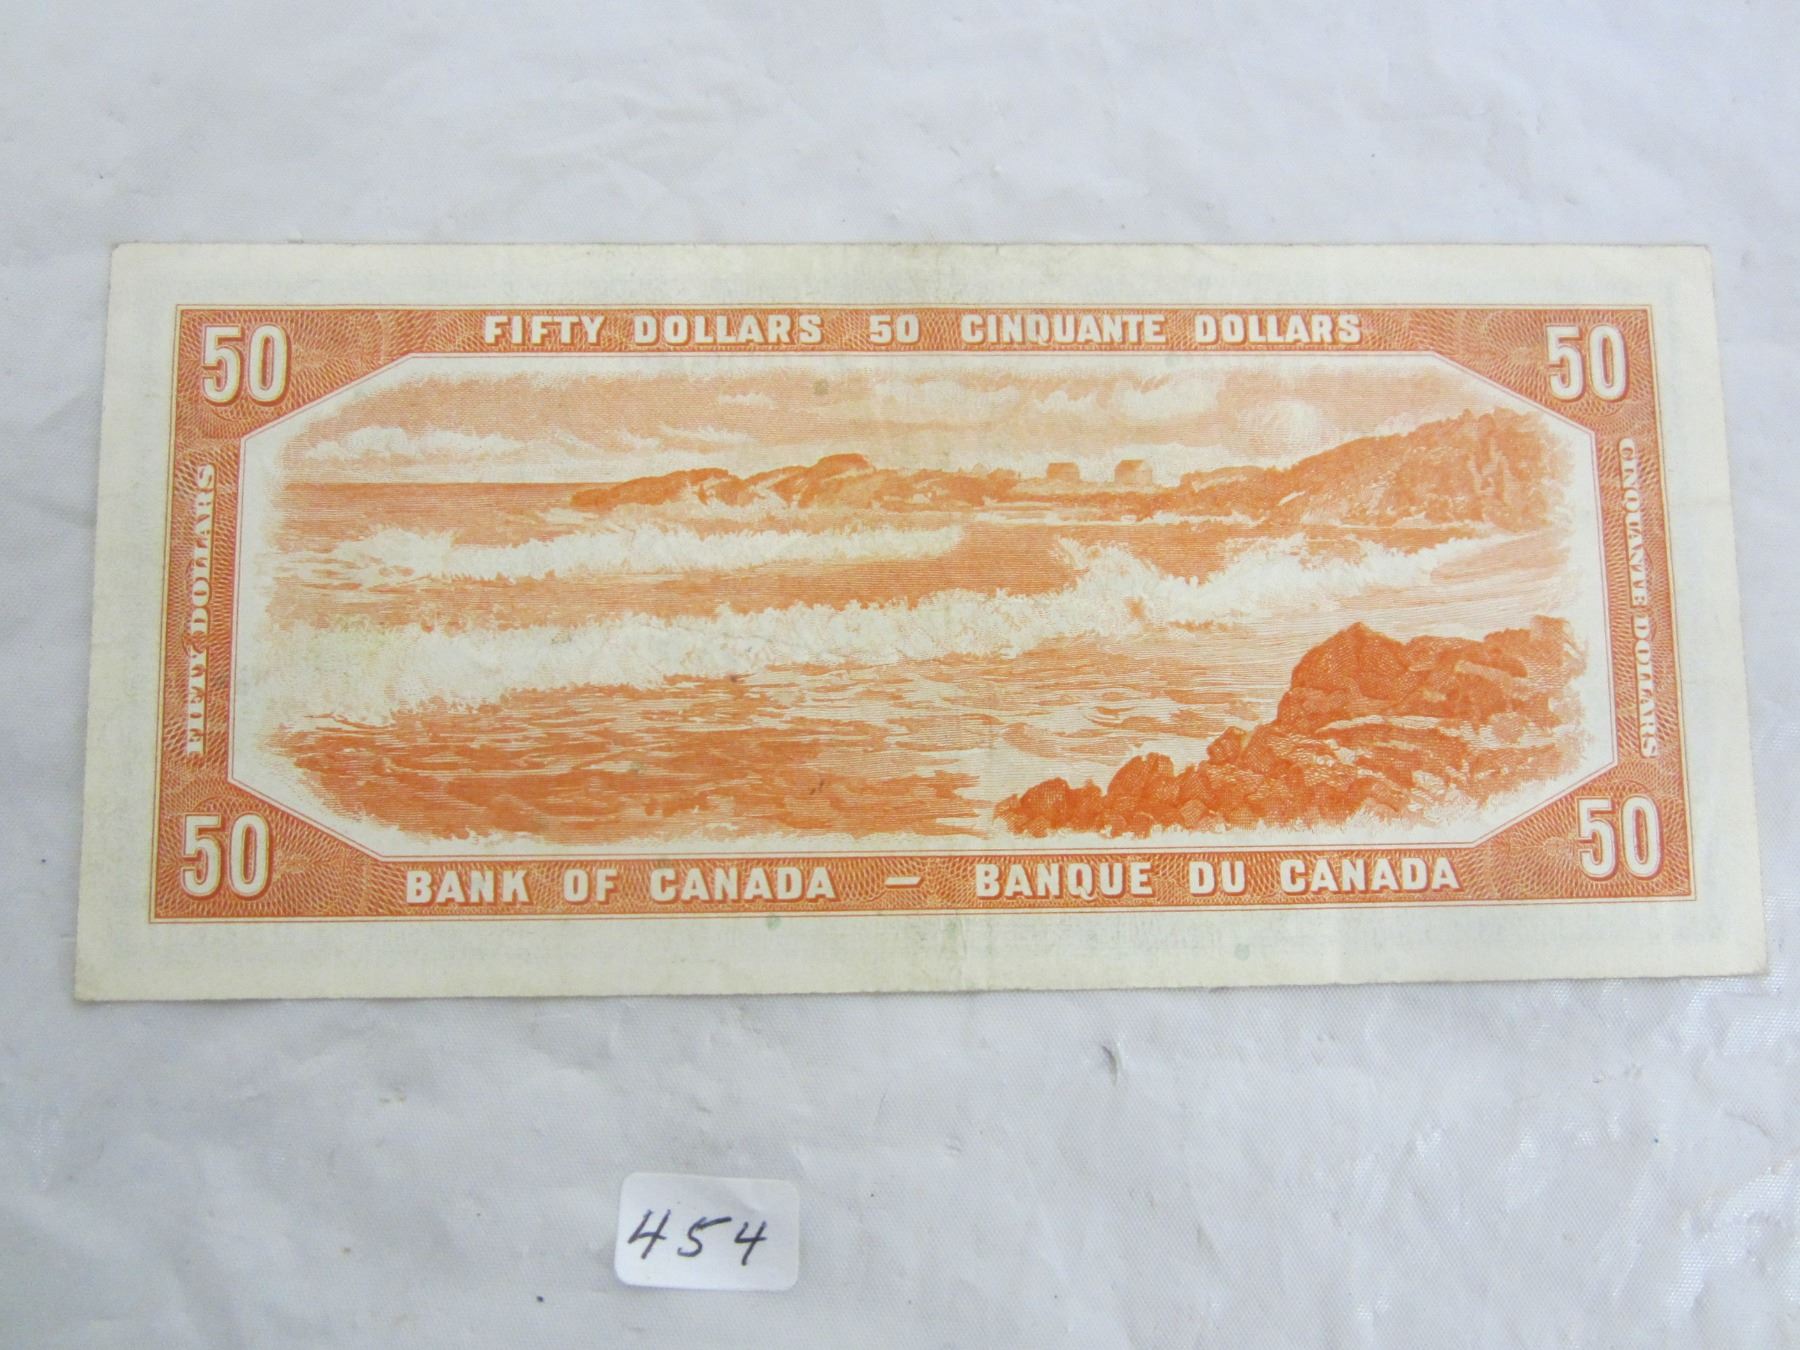 FIFTY DOLLARS 50 CINQUANTE DOLLARS
50
50
FIFTY DOLLARS
CINQUANTE DOLLARS
50
50
BANK OF CANADA — BANQUE DU CANADA
454